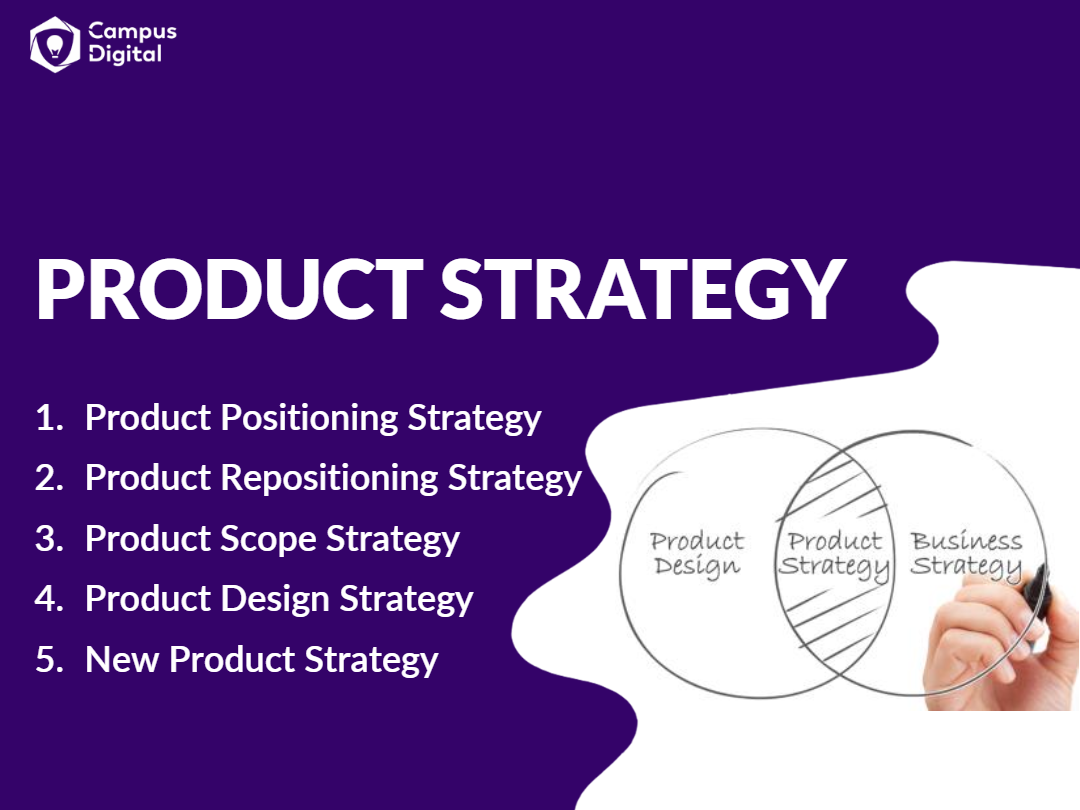 Campus
Digital
PRODUCT STRATEGY
1. Product Positioning Strategy
2. Product Repositioning Strategy
3. Product Scope Strategy
4. Product Design Strategy
5. New Product Strategy
Product
Design
Product
Strategy
Business
Strategy